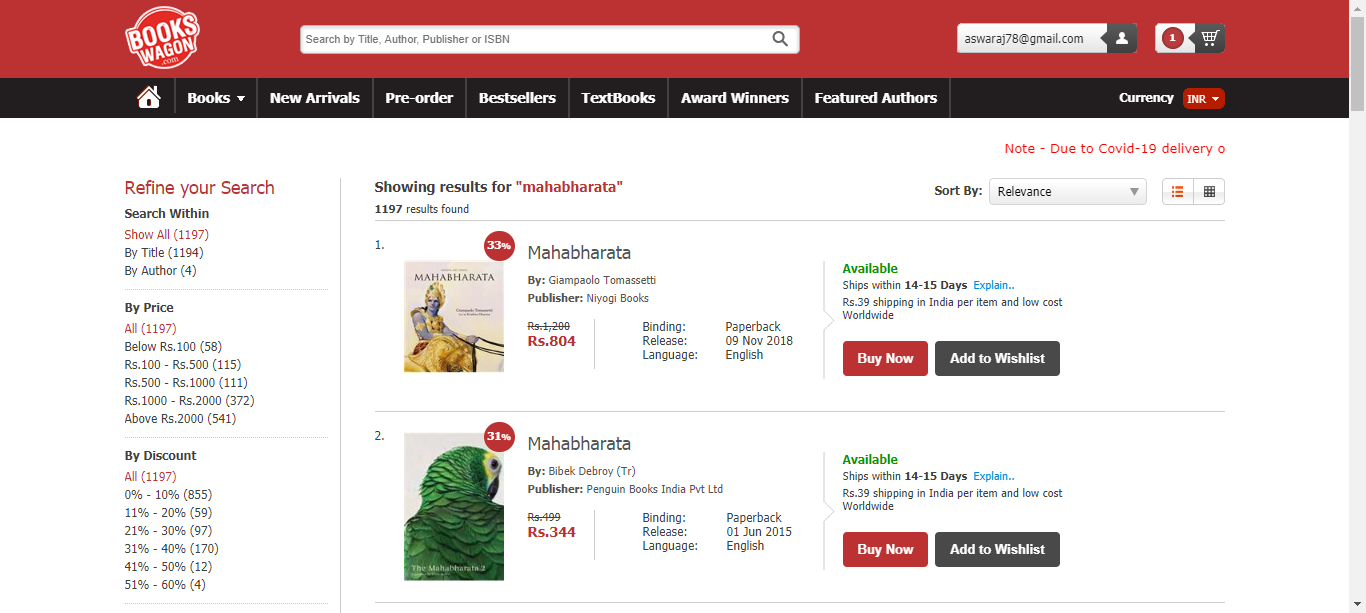 BOOKS
WAGON
.com
Search by Title, Author, Publisher or ISBN
aswaraj78@gmail.com
1
Books
New Arrivals
Pre-order
Bestsellers
TextBooks
Award Winners
Featured Authors
Currency
INR
Note - Due to Covid-19 delivery o
Refine your Search
Search Within
Show All (1197)
By Title (1194)
By Author (4)
By Price
All (1197)
Below Rs.100 (58)
Rs.100 - Rs.500 (115)
Rs.500 - Rs.1000 (111)
Rs.1000 - Rs.2000 (372)
Above Rs.2000 (541)
By Discount
All (1197)
0% - 10% (855)
11% - 20% (59)
21% - 30% (97)
31% - 40% (170)
41% - 50% (12)
51% - 60% (4)
Showing results for "mahabharata"
1197 results found
Sort By:
Relevance
1.
33%
MAHABHARATA
Giampaolo Tomassetti
Mahabharata
By: Giampaolo Tomassetti
Publisher: Niyogi Books
Rs.1,200
Rs.804
Binding: Paperback
Release: 09 Nov 2018
Language: English
Available
Ships within 14-15 Days Explain..
Rs.39 shipping in India per item and low cost
Worldwide
Buy Now
Add to Wishlist
2.
31%
The Mahabharata 2
Mahabharata
By: Bibek Debroy (Tr)
Publisher: Penguin Books India Pvt Ltd
Rs.499
Rs.344
Binding: Paperback
Release: 01 Jun 2015
Language: English
Available
Ships within 14-15 Days Explain..
Rs.39 shipping in India per item and low cost
Worldwide
Buy Now
Add to Wishlist